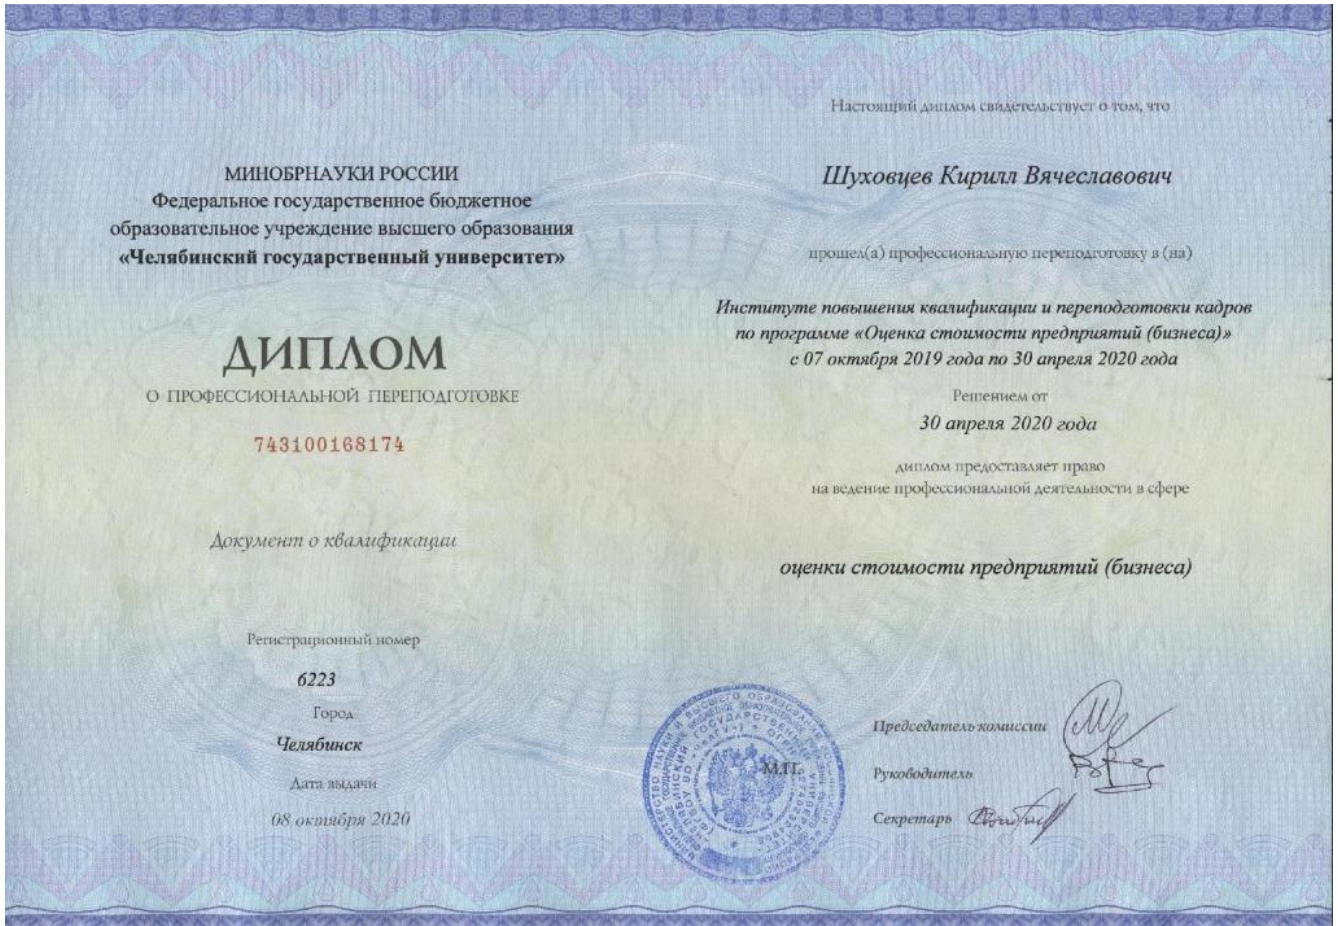 МИНОБРНАУКИ РОССИИ
Федеральное государственное бюджетное
образовательное учреждение высшего образования
«Челябинский государственный университет»
ДИПЛОМ
О ПРОФЕССИОНАЛЬНОЙ ПЕРЕПОДГОТОВКЕ
743100168174
Документ о квалификации
Регистрационный номер
6223
Город
Челябинск
Дата выдачи
08 октября 2020
Настоящий диплом свидетельствует о том, что
Шуховцев Кирилл Вячеславович
прошел(а) профессиональную переподготовку в (на)
Институте повышения квалификации и переподготовки кадров
по программе «Оценка стоимости предприятий (бизнеса)»
с 07 октября 2019 года по 30 апреля 2020 года
Решением от
30 апреля 2020 года
диплом предоставляет право
на ведение профессиональной деятельности в сфере
оценки стоимости предприятий (бизнеса)
Председатель комиссии
Руководитель
Секретарь
М.П.